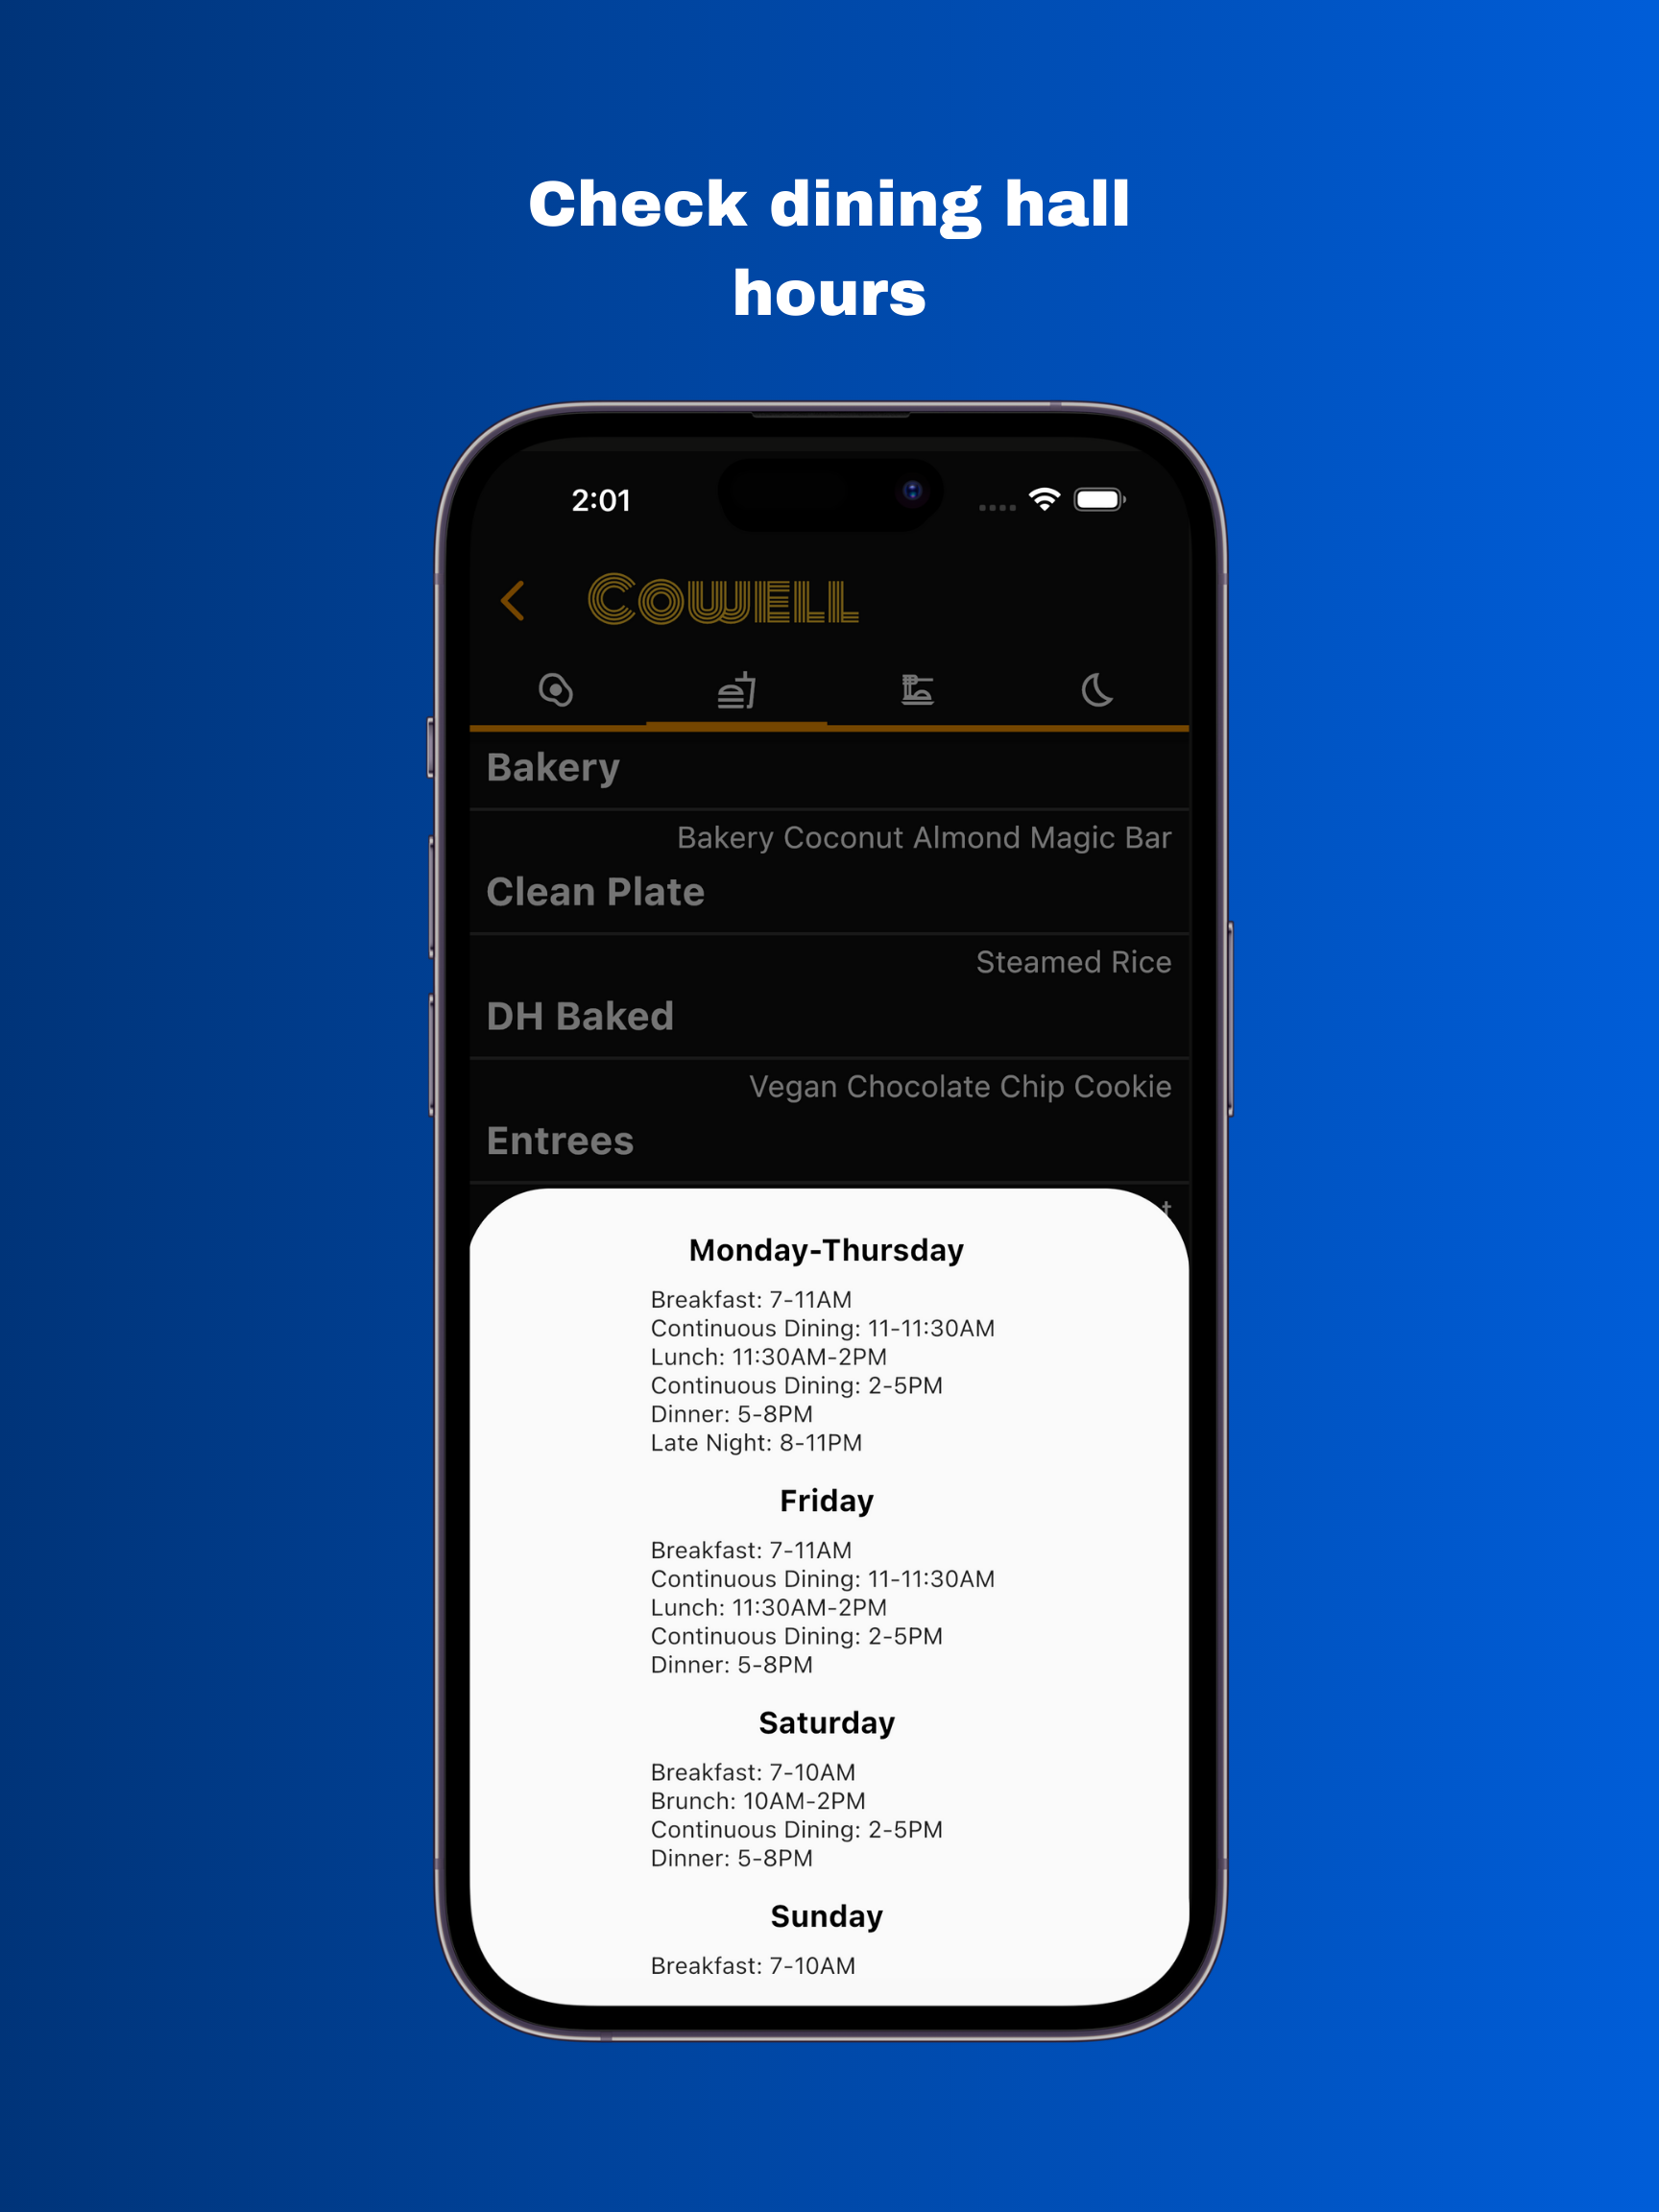 Check dining hall
hours
2:01
Cowell
Bakery
Bakery Coconut Almond Magic Bar
Clean Plate
Steamed Rice
DH Baked
Vegan Chocolate Chip Cookie
Entrees
Monday-Thursday
Breakfast: 7-11AM
Continuous Dining: 11-11:30AM
Lunch: 11:30AM-2PM
Continuous Dining: 2-5PM
Dinner: 5-8PM
Late Night: 8-11PM
Friday
Breakfast: 7-11AM
Continuous Dining: 11-11:30AM
Lunch: 11:30AM-2PM
Continuous Dining: 2-5PM
Dinner: 5-8PM
Saturday
Breakfast: 7-10AM
Brunch: 10AM-2PM
Continuous Dining: 2-5PM
Dinner: 5-8PM
Sunday
Breakfast: 7-10AM